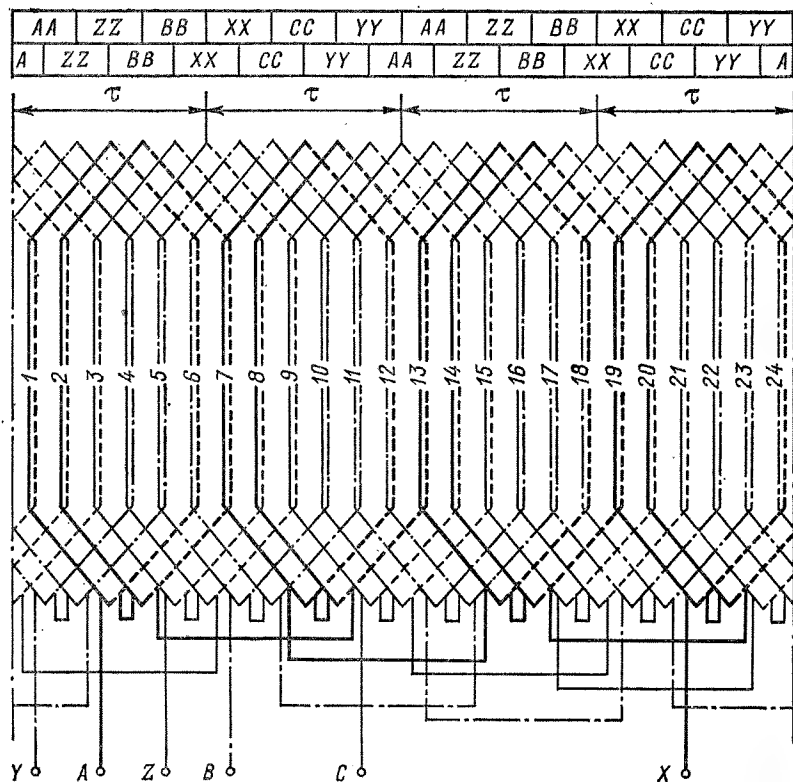 AA ZZ BB XX CC YY AA ZZ BB XX CC YY
A ZZ BB XX CC YY AA ZZ BB XX CC YY A
τ τ τ τ
1 2 3 4 5 6 7 8 9 10 11 12 13 14 15 16 17 18 19 20 21 22 23 24
Y A Z B C X